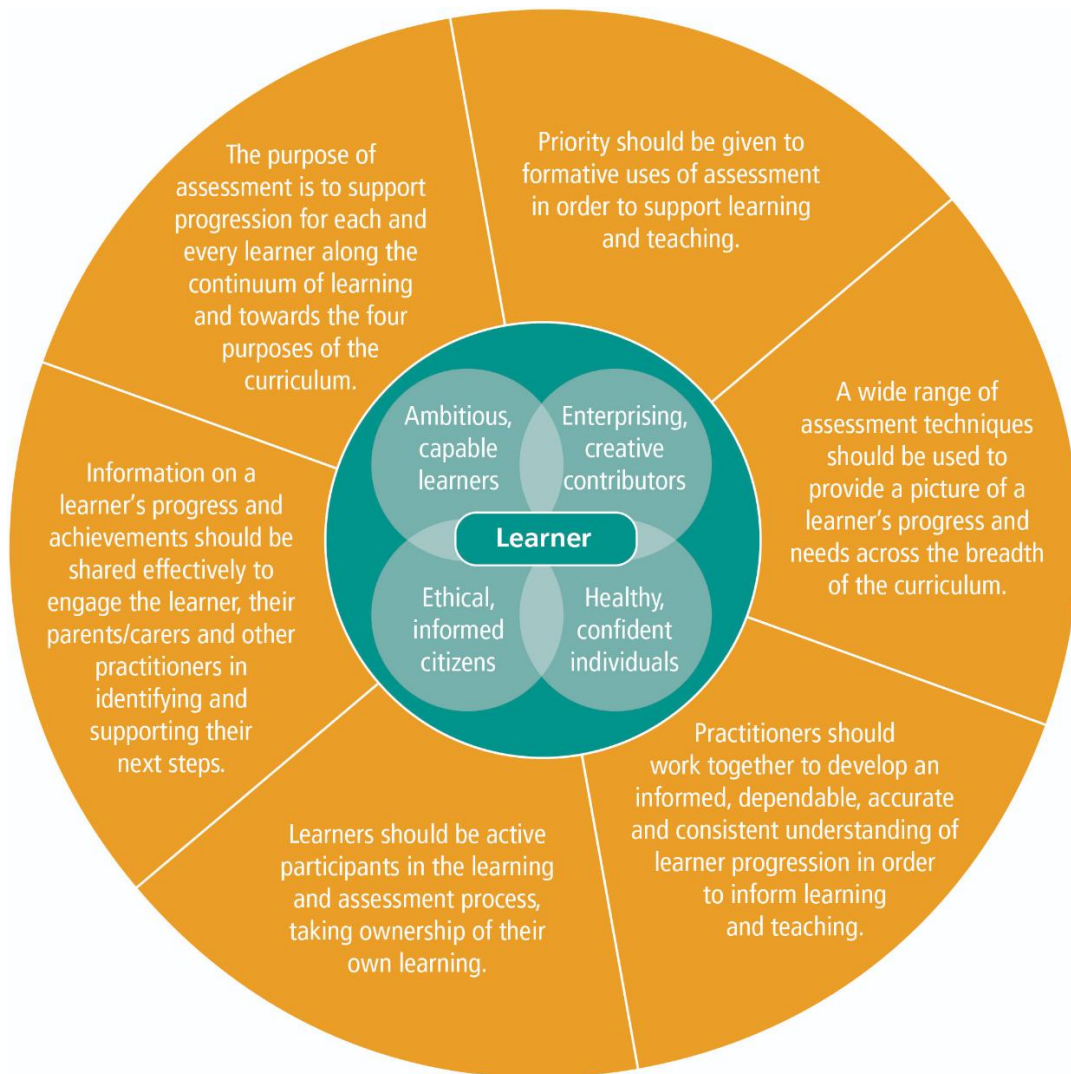 The purpose of
assessment is to support
progression for each and
every learner along the
continuum of learning
and towards the four
purposes of the
curriculum.
Priority should be given to
formative uses of assessment
in order to support learning
and teaching.
A wide range of
assessment techniques
should be used to
provide a picture of a
learner’s progress and
needs across the breadth
of the curriculum.
Practitioners should
work together to develop an
informed, dependable, accurate
and consistent understanding of
learner progression in order
to inform learning
and teaching.
Learners should be active
participants in the learning
and assessment process,
taking ownership of their
own learning.
Information on a
learner’s progress and
achievements should be
shared effectively to
engage the learner, their
parents/carers and other
practitioners in
identifying and
supporting their
next steps.
Ambitious,
capable
learners
Enterprising,
creative
contributors
Learner
Ethical,
informed
citizens
Healthy,
confident
individuals